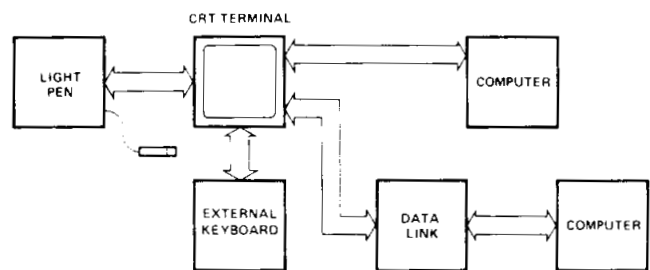 CRT TERMINAL
LIGHT
PEN
COMPUTER
EXTERNAL
KEYBOARD
DATA
LINK
COMPUTER